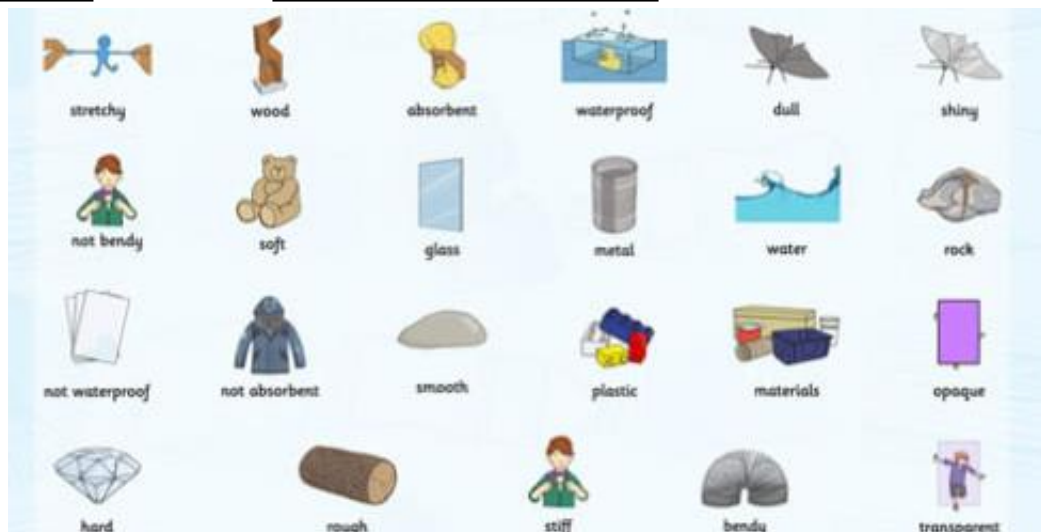 stretchy wood absorbent waterproof dull shiny
not bendy soft glass metal water rock
not waterproof not absorbent smooth plastic materials opaque
hard rough stiff bendy transparent